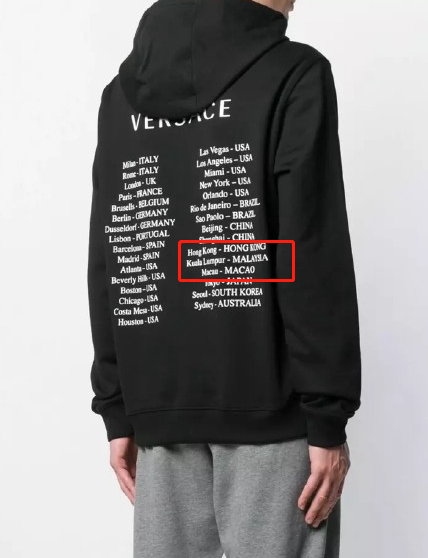 VERSACE
Milan - ITALY
Rome - ITALY
London - UK
Paris - FRANCE
Brusells - BELGIUM
Berlin - GERMANY
Dusseldorf - GERMANY
Lisbon - PORTUGAL
Barcelona - SPAIN
Madrid - SPAIN
Atlanta - USA
Beverly Hills - USA
Boston - USA
Chicago - USA
Costa Mesa - USA
Houston - USA
Las Vegas - USA
Los Angeles - USA
Miami - USA
New York - USA
Orlando - USA
Rio de Janeiro - BRAZIL
Sao Paolo - BRAZIL
Beijing - CHINA
Shanghai - CHINA
Hong Kong - HONG KONG
Kuala Lumpur - MALAYSIA
Macau - MACAO
Tokyo - JAPAN
Seoul - SOUTH KOREA
Sydney - AUSTRALIA